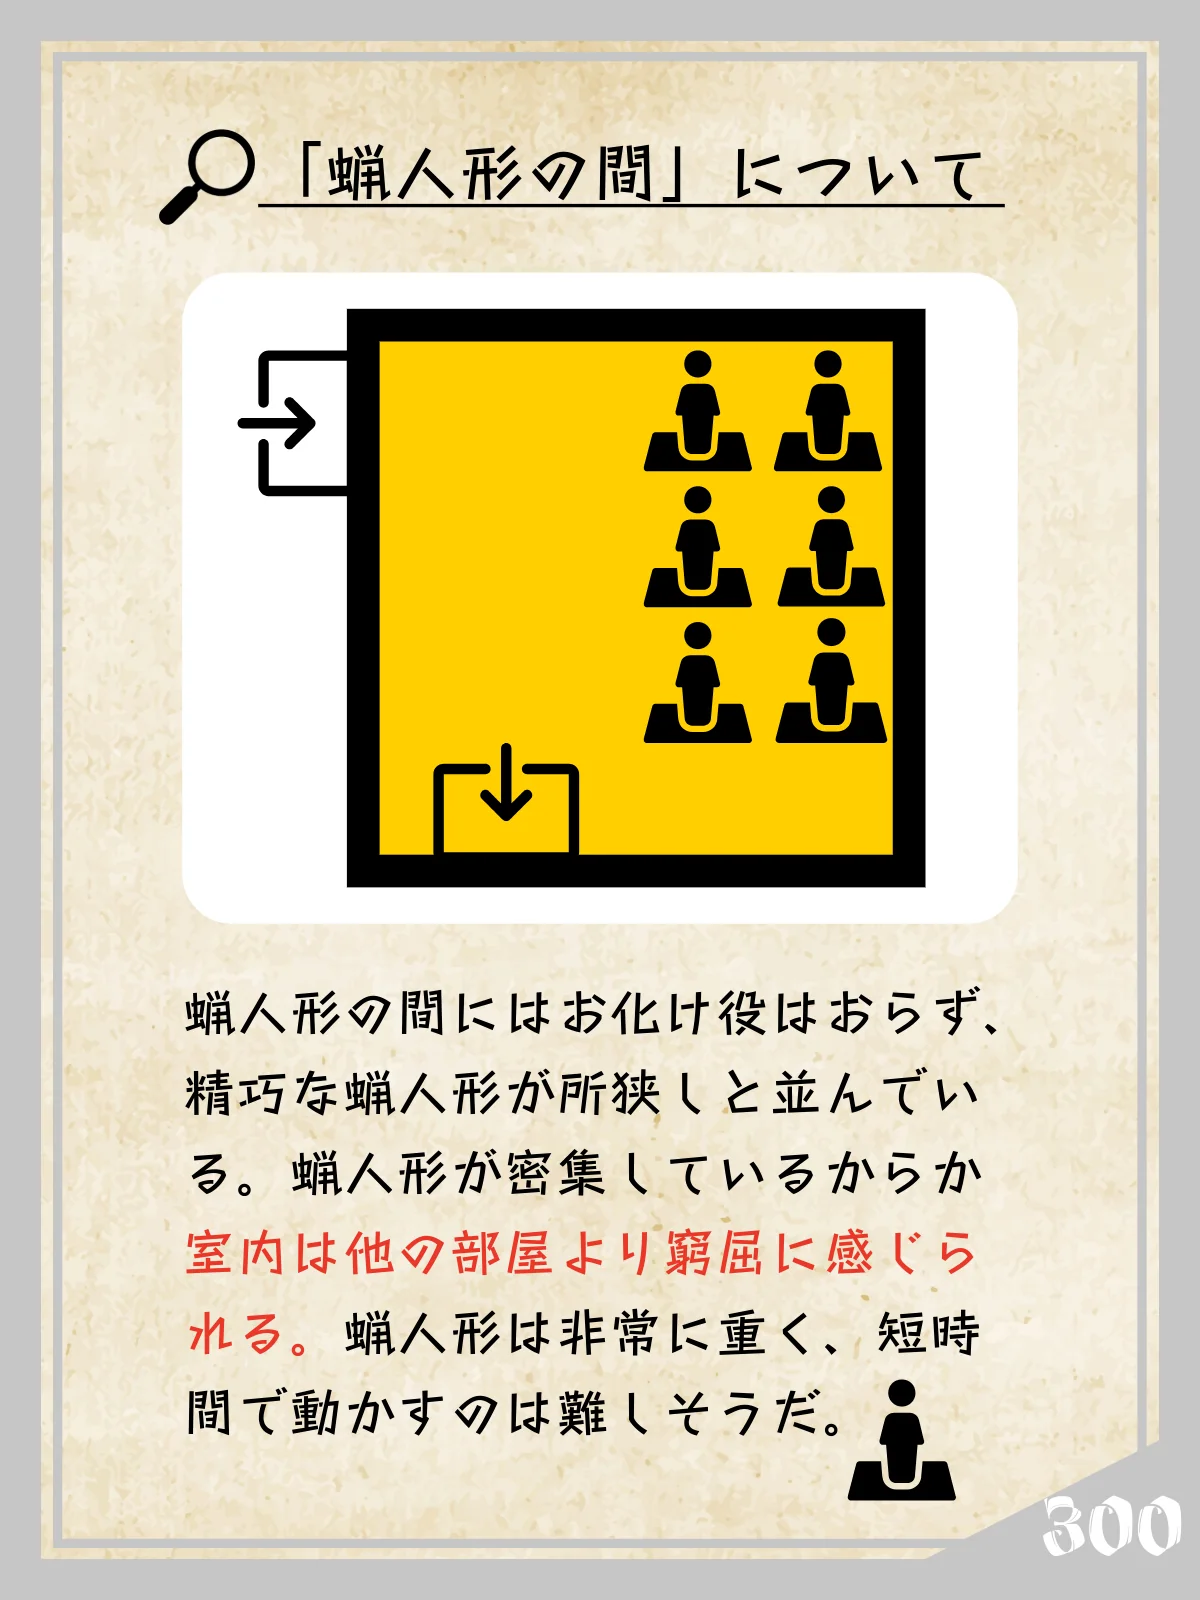 「蝋人形の間」について
蝋人形の間にはお化け役はおらず、
精巧な蝋人形が所狭しと並んでい
る。蝋人形が密集しているからか
室内は他の部屋より窮屈に感じら
れる。蝋人形は非常に重く、短時
間で動かすのは難しそうだ。
300